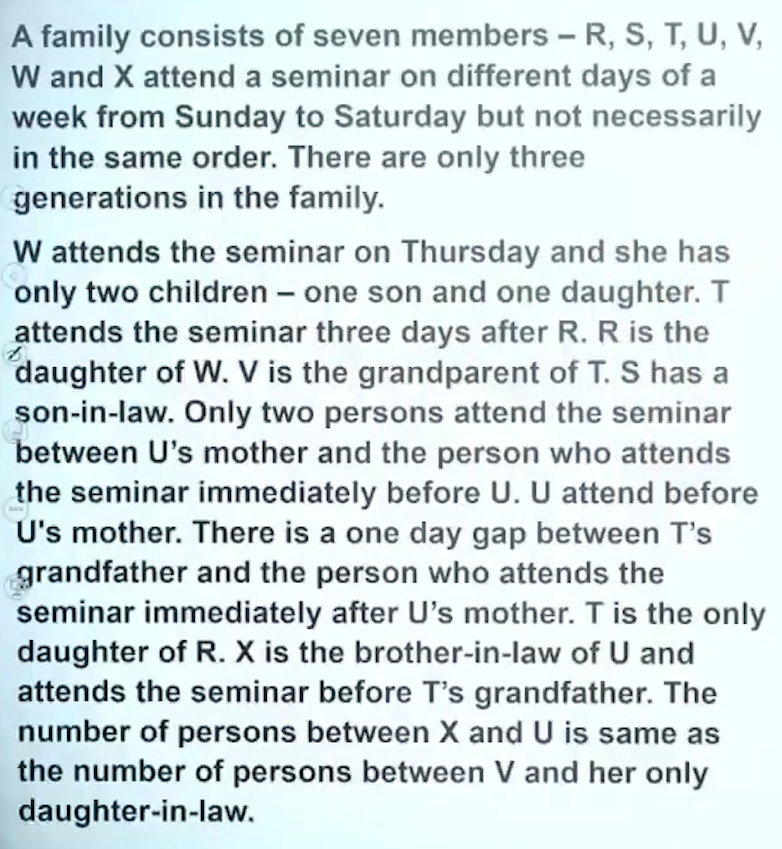 A family consists of seven members – R, S, T, U, V,
W and X attend a seminar on different days of a
week from Sunday to Saturday but not necessarily
in the same order. There are only three
generations in the family.
W attends the seminar on Thursday and she has
only two children – one son and one daughter. T
attends the seminar three days after R. R is the
daughter of W. V is the grandparent of T. S has a
son-in-law. Only two persons attend the seminar
between U's mother and the person who attends
the seminar immediately before U. U attend before
U's mother. There is a one day gap between T's
grandfather and the person who attends the
seminar immediately after U's mother. T is the only
daughter of R. X is the brother-in-law of U and
attends the seminar before T's grandfather. The
number of persons between X and U is same as
the number of persons between V and her only
daughter-in-law.